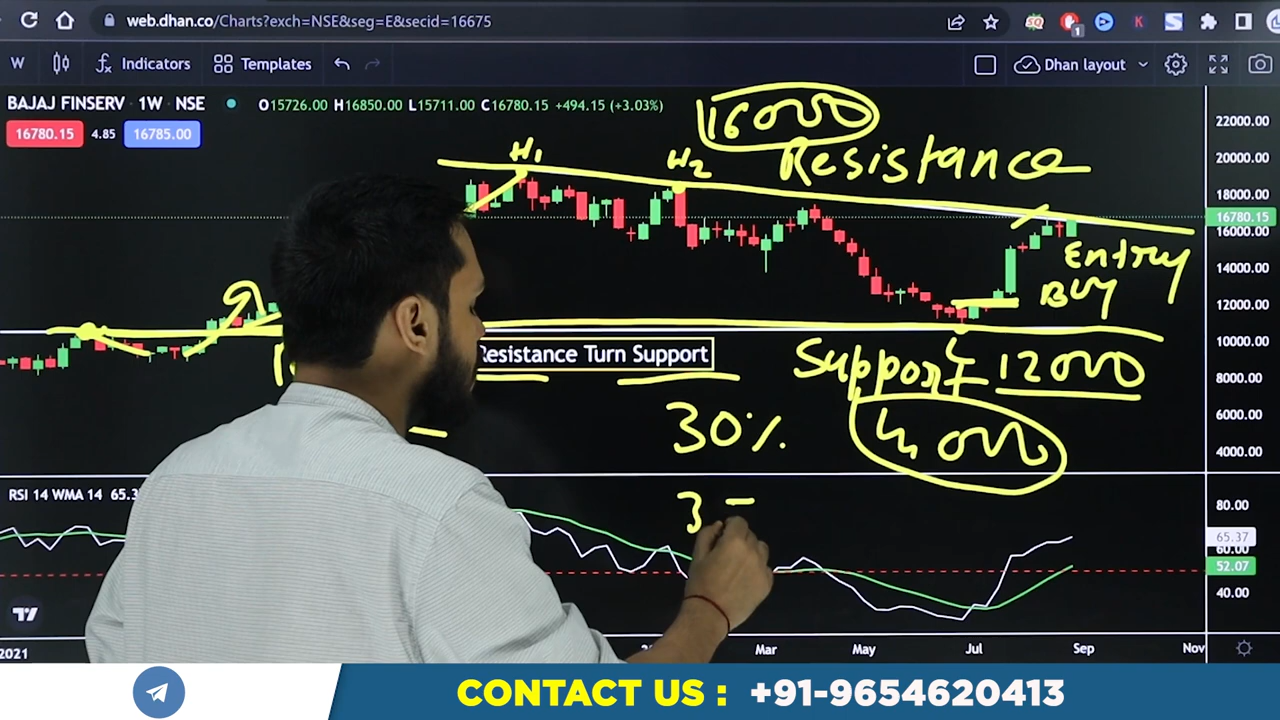 web.dhan.co/Charts?exch=NSE&seg=E&secid=16675
W Indicators Templates Dhan layout
BAJAJ FINSERV · 1W · NSE O15726.00 H16850.00 L15711.00 C16780.15 +494.15 (+3.03%)
16780.15 4.85 16785.00
16000
H1 H2 Resistance
22000.00
20000.00
18000.00
16780.15
16000.00
14000.00
12000.00
10000.00
8000.00
6000.00
4000.00
Entry
Buy
Resistance Turn Support
Support 12000
30% 4000
3
RSI 14 WMA 14 65.3
80.00
65.37
60.00
52.07
40.00
2021 Mar May Jul Sep Nov
CONTACT US : +91-9654620413